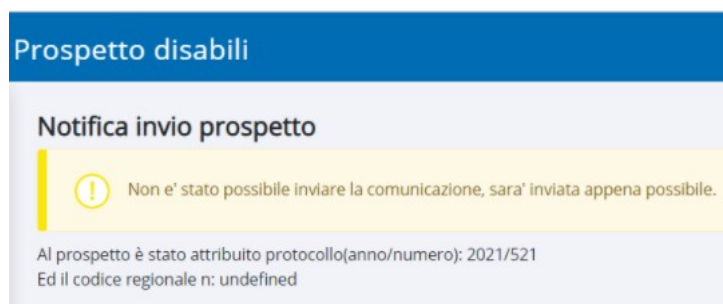 Prospetto disabili
Notifica invio prospetto
Non e' stato possibile inviare la comunicazione, sara' inviata appena possibile.
Al prospetto è stato attribuito protocollo(anno/numero): 2021/521
Ed il codice regionale n: undefined